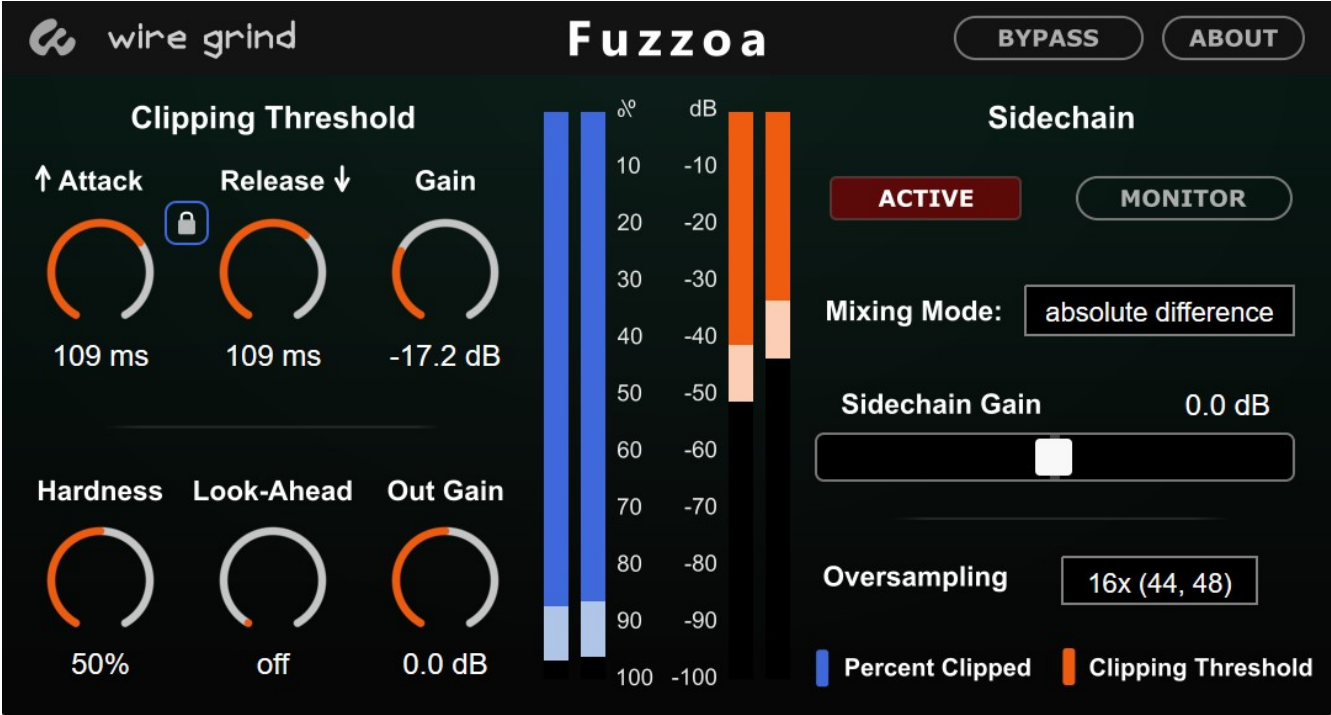 wire grind
Fuzzoa
BYPASS
ABOUT
Clipping Threshold
↑ Attack
Release ↓
Gain
109 ms
109 ms
-17.2 dB
Hardness
Look-Ahead
Out Gain
50%
off
0.0 dB
%
dB
10 -10
20 -20
30 -30
40 -40
50 -50
60 -60
70 -70
80 -80
90 -90
100 -100
Sidechain
ACTIVE
MONITOR
Mixing Mode:
absolute difference
Sidechain Gain
0.0 dB
Oversampling
16x (44, 48)
Percent Clipped
Clipping Threshold